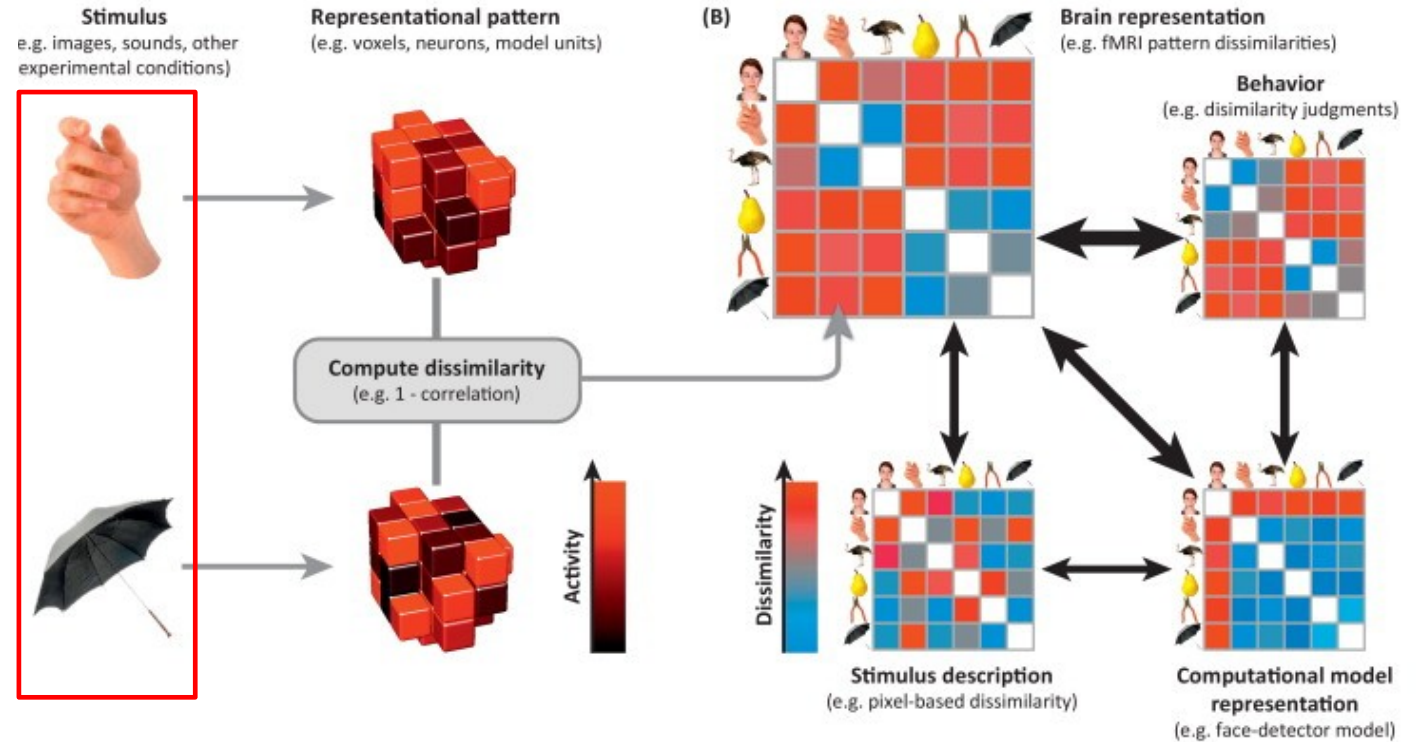 Stimulus
e.g. images, sounds, other
experimental conditions)
Representational pattern
(e.g. voxels, neurons, model units)
Compute dissimilarity
(e.g. 1 - correlation)
Activity
(B)
Brain representation
(e.g. fMRI pattern dissimilarities)
Behavior
(e.g. disimilarity judgments)
Dissimilarity
Stimulus description
(e.g. pixel-based dissimilarity)
Computational model
representation
(e.g. face-detector model)